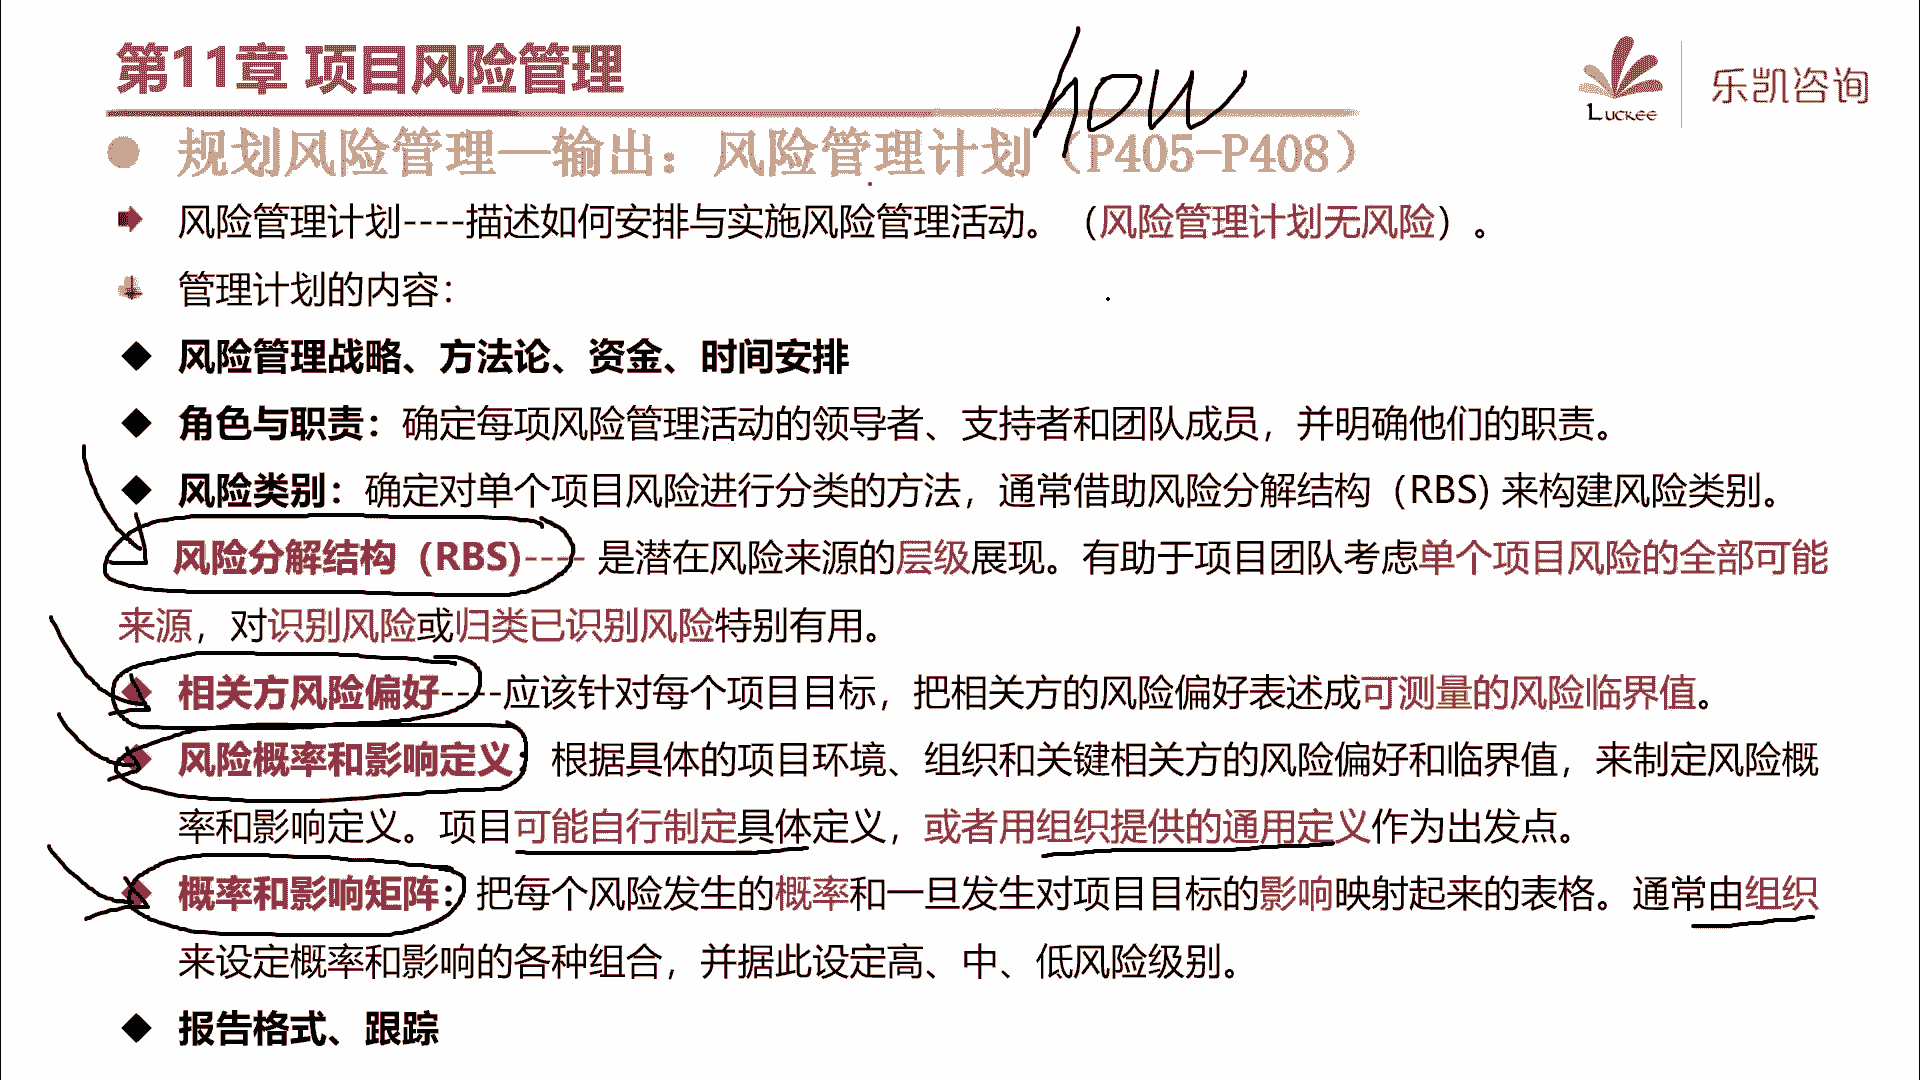 第11章 项目风险管理
how
LUCKEE
乐凯咨询
规划风险管理—输出：风险管理计划（P405-P408）
风险管理计划----描述如何安排与实施风险管理活动。（风险管理计划无风险）。
管理计划的内容：
风险管理战略、方法论、资金、时间安排
角色与职责：确定每项风险管理活动的领导者、支持者和团队成员，并明确他们的职责。
风险类别：确定对单个项目风险进行分类的方法，通常借助风险分解结构（RBS) 来构建风险类别。
风险分解结构（RBS)---- 是潜在风险来源的层级展现。有助于项目团队考虑单个项目风险的全部可能
来源，对识别风险或归类已识别风险特别有用。
相关方风险偏好----应该针对每个项目目标，把相关方的风险偏好表述成可测量的风险临界值。
风险概率和影响定义：根据具体的项目环境、组织和关键相关方的风险偏好和临界值，来制定风险概
率和影响定义。项目可能自行制定具体定义，或者用组织提供的通用定义作为出发点。
概率和影响矩阵：把每个风险发生的概率和一旦发生对项目目标的影响映射起来的表格。通常由组织
来设定概率和影响的各种组合，并据此设定高、中、低风险级别。
报告格式、跟踪